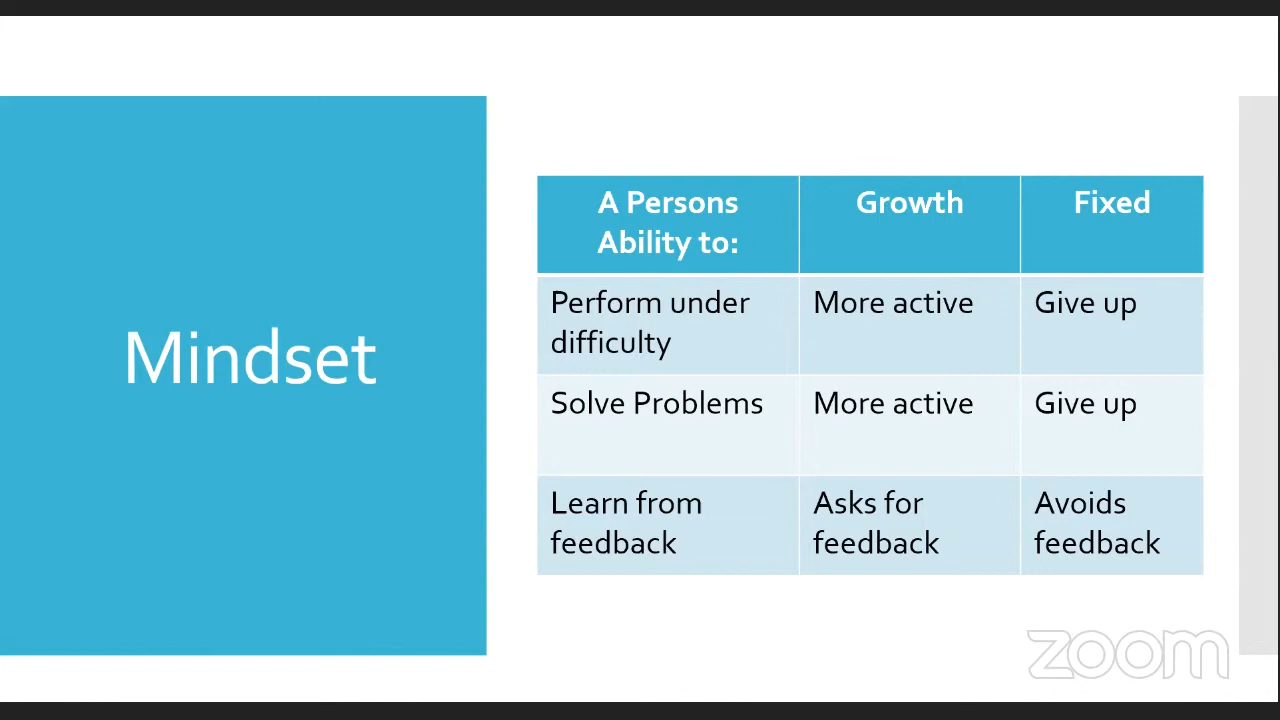 Mindset
A Persons
Ability to:
Growth
Fixed
Perform under
difficulty
More active
Give up
Solve Problems
More active
Give up
Learn from
feedback
Asks for
feedback
Avoids
feedback
zoom